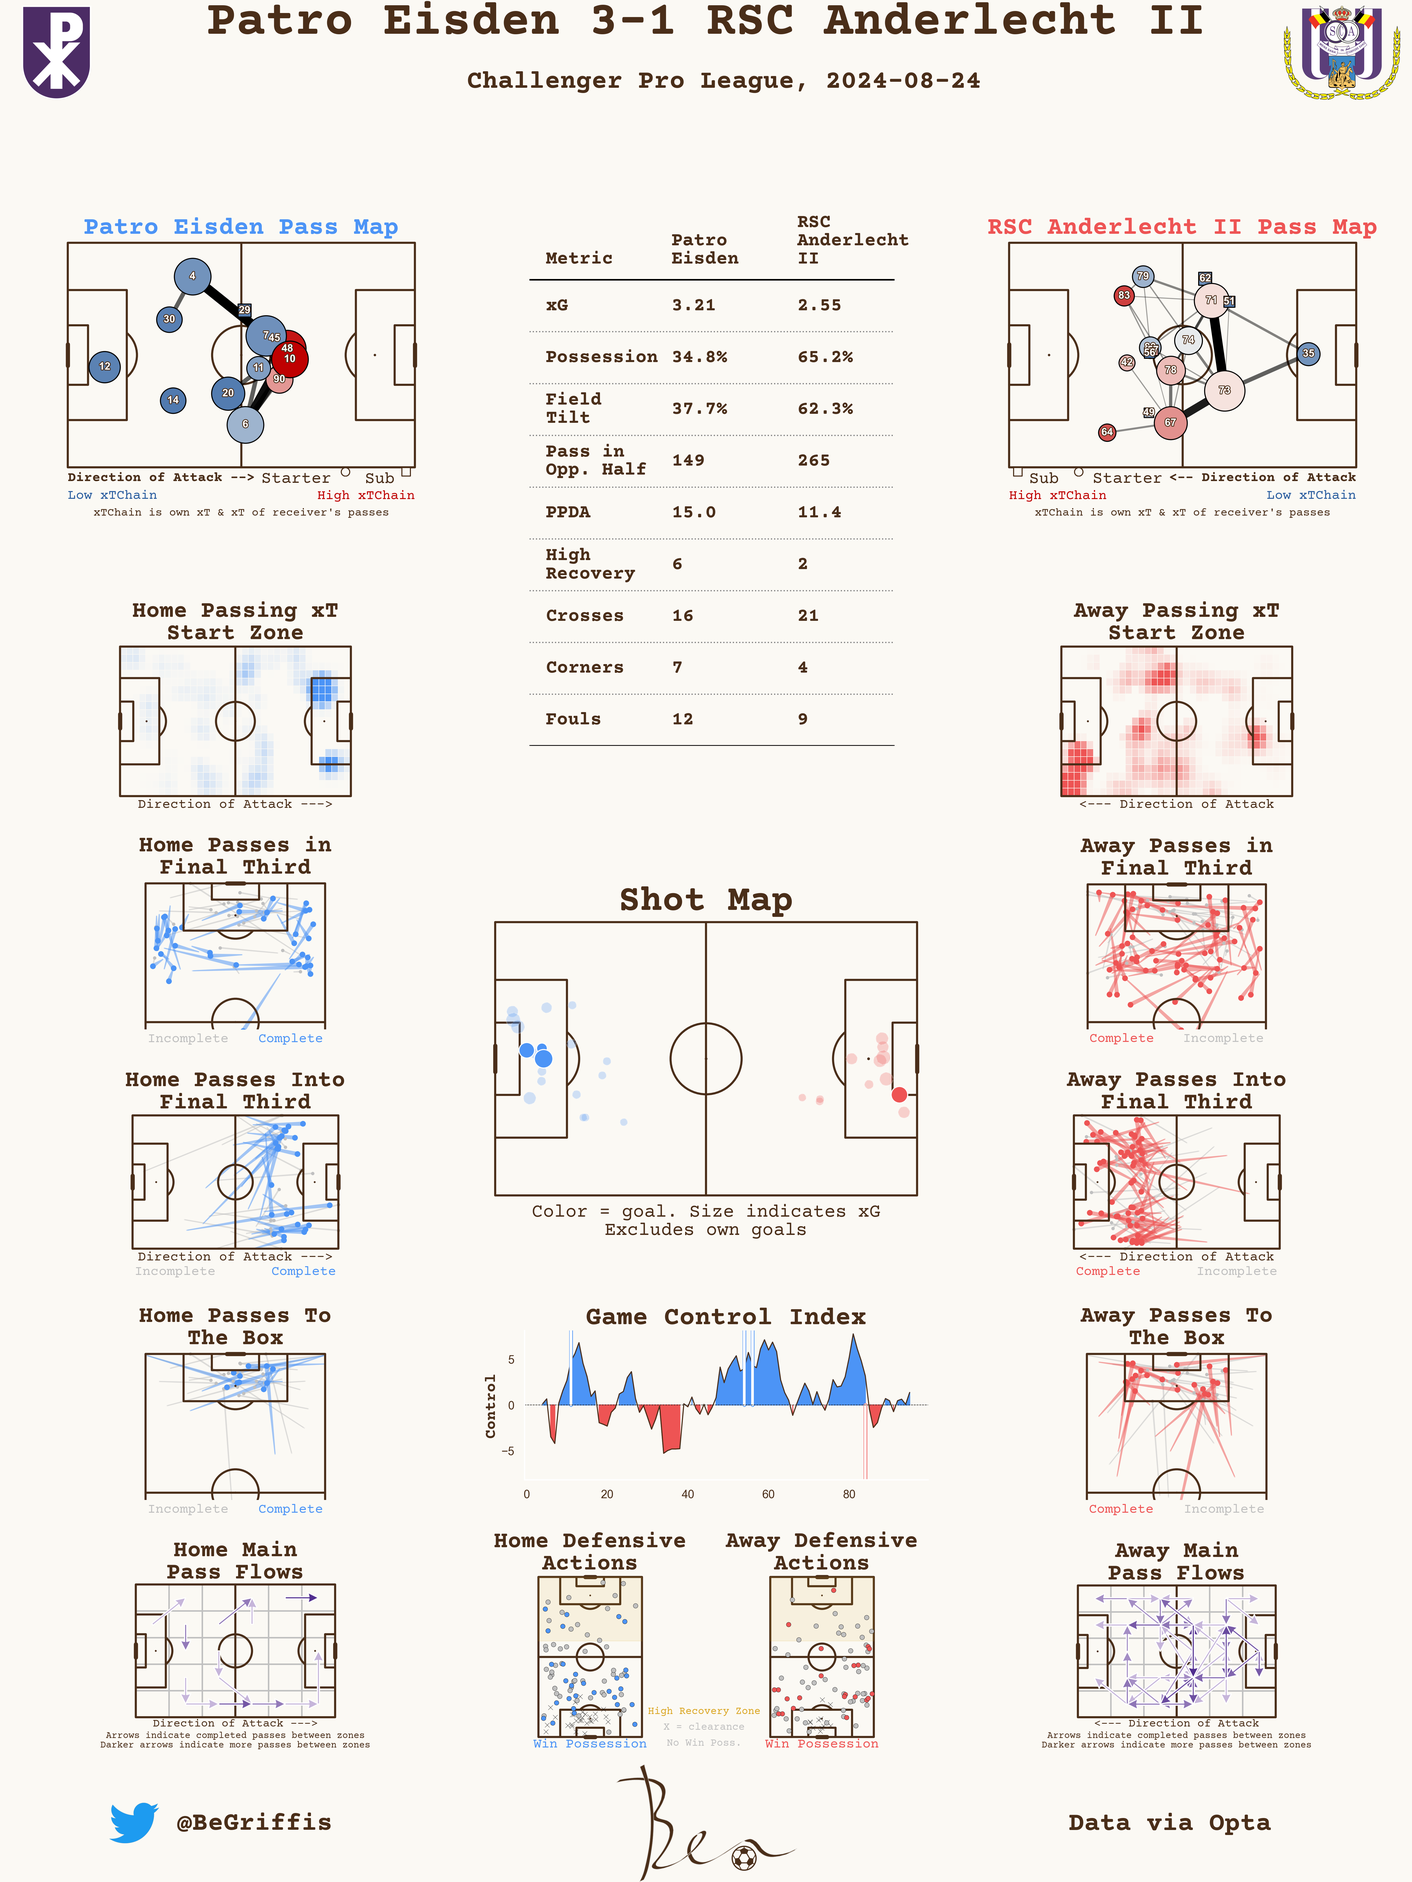 Patro Eisden 3-1 RSC Anderlecht II
Challenger Pro League, 2024-08-24
Patro Eisden Pass Map
4
29
30
7
45
48
10
12
11
90
20
14
6
Direction of Attack --> Starter Sub
Low xTChain High xTChain
xTChain is own xT & xT of receiver's passes
Metric Patro Eisden RSC Anderlecht II
xG 3.21 2.55
Possession 34.8% 65.2%
Field Tilt 37.7% 62.3%
Pass in Opp. Half 149 265
PPDA 15.0 11.4
High Recovery 6 2
Crosses 16 21
Corners 7 4
Fouls 12 9
RSC Anderlecht II Pass Map
79
62
83
71
51
74
56
35
42
78
73
49
67
64
Sub Starter <-- Direction of Attack
High xTChain Low xTChain
xTChain is own xT & xT of receiver's passes
Home Passing xT
Start Zone
Direction of Attack --->
Away Passing xT
Start Zone
<--- Direction of Attack
Home Passes in
Final Third
Incomplete Complete
Away Passes in
Final Third
Complete Incomplete
Shot Map
Color = goal. Size indicates xG
Excludes own goals
Home Passes Into
Final Third
Direction of Attack --->
Incomplete Complete
Away Passes Into
Final Third
<--- Direction of Attack
Complete Incomplete
Home Passes To
The Box
Incomplete Complete
Game Control Index
Control
5
0
−5
0 20 40 60 80
Away Passes To
The Box
Complete Incomplete
Home Main
Pass Flows
Direction of Attack --->
Arrows indicate completed passes between zones
Darker arrows indicate more passes between zones
Home Defensive
Actions
Win Possession
High Recovery Zone
X = clearance
No Win Poss.
Away Defensive
Actions
Win Possession
Away Main
Pass Flows
<--- Direction of Attack
Arrows indicate completed passes between zones
Darker arrows indicate more passes between zones
@BeGriffis
Ben
Data via Opta